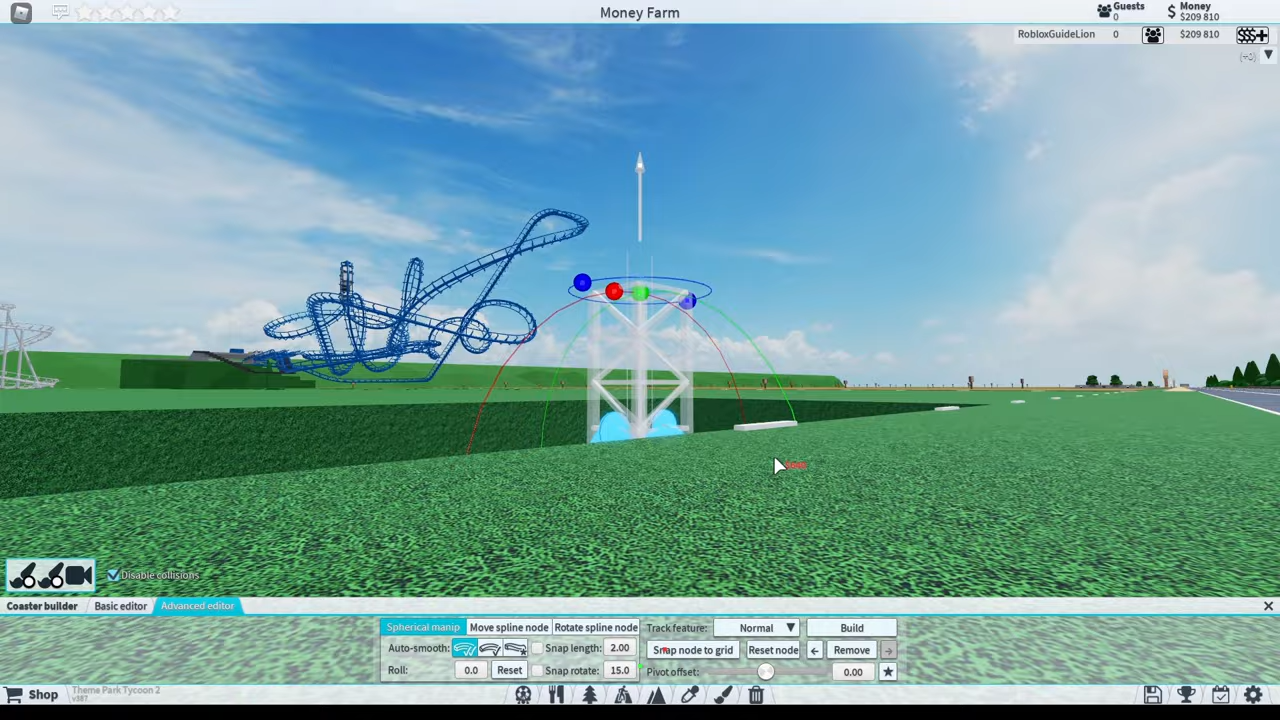 Money Farm
Guests
0
Money
$209 810
RobloxGuideLion 0 $209 810
(+0)
Disable collisions
Coaster builder Basic editor Advanced editor
Spherical manip Move spline node Rotate spline node Track feature: Normal Build
Auto-smooth: Snap length: 2.00 Snap node to grid Reset node Remove
Roll: 0.0 Reset Snap rotate: 15.0 Pivot offset: 0.00
Shop
Theme Park Tycoon 2
v387